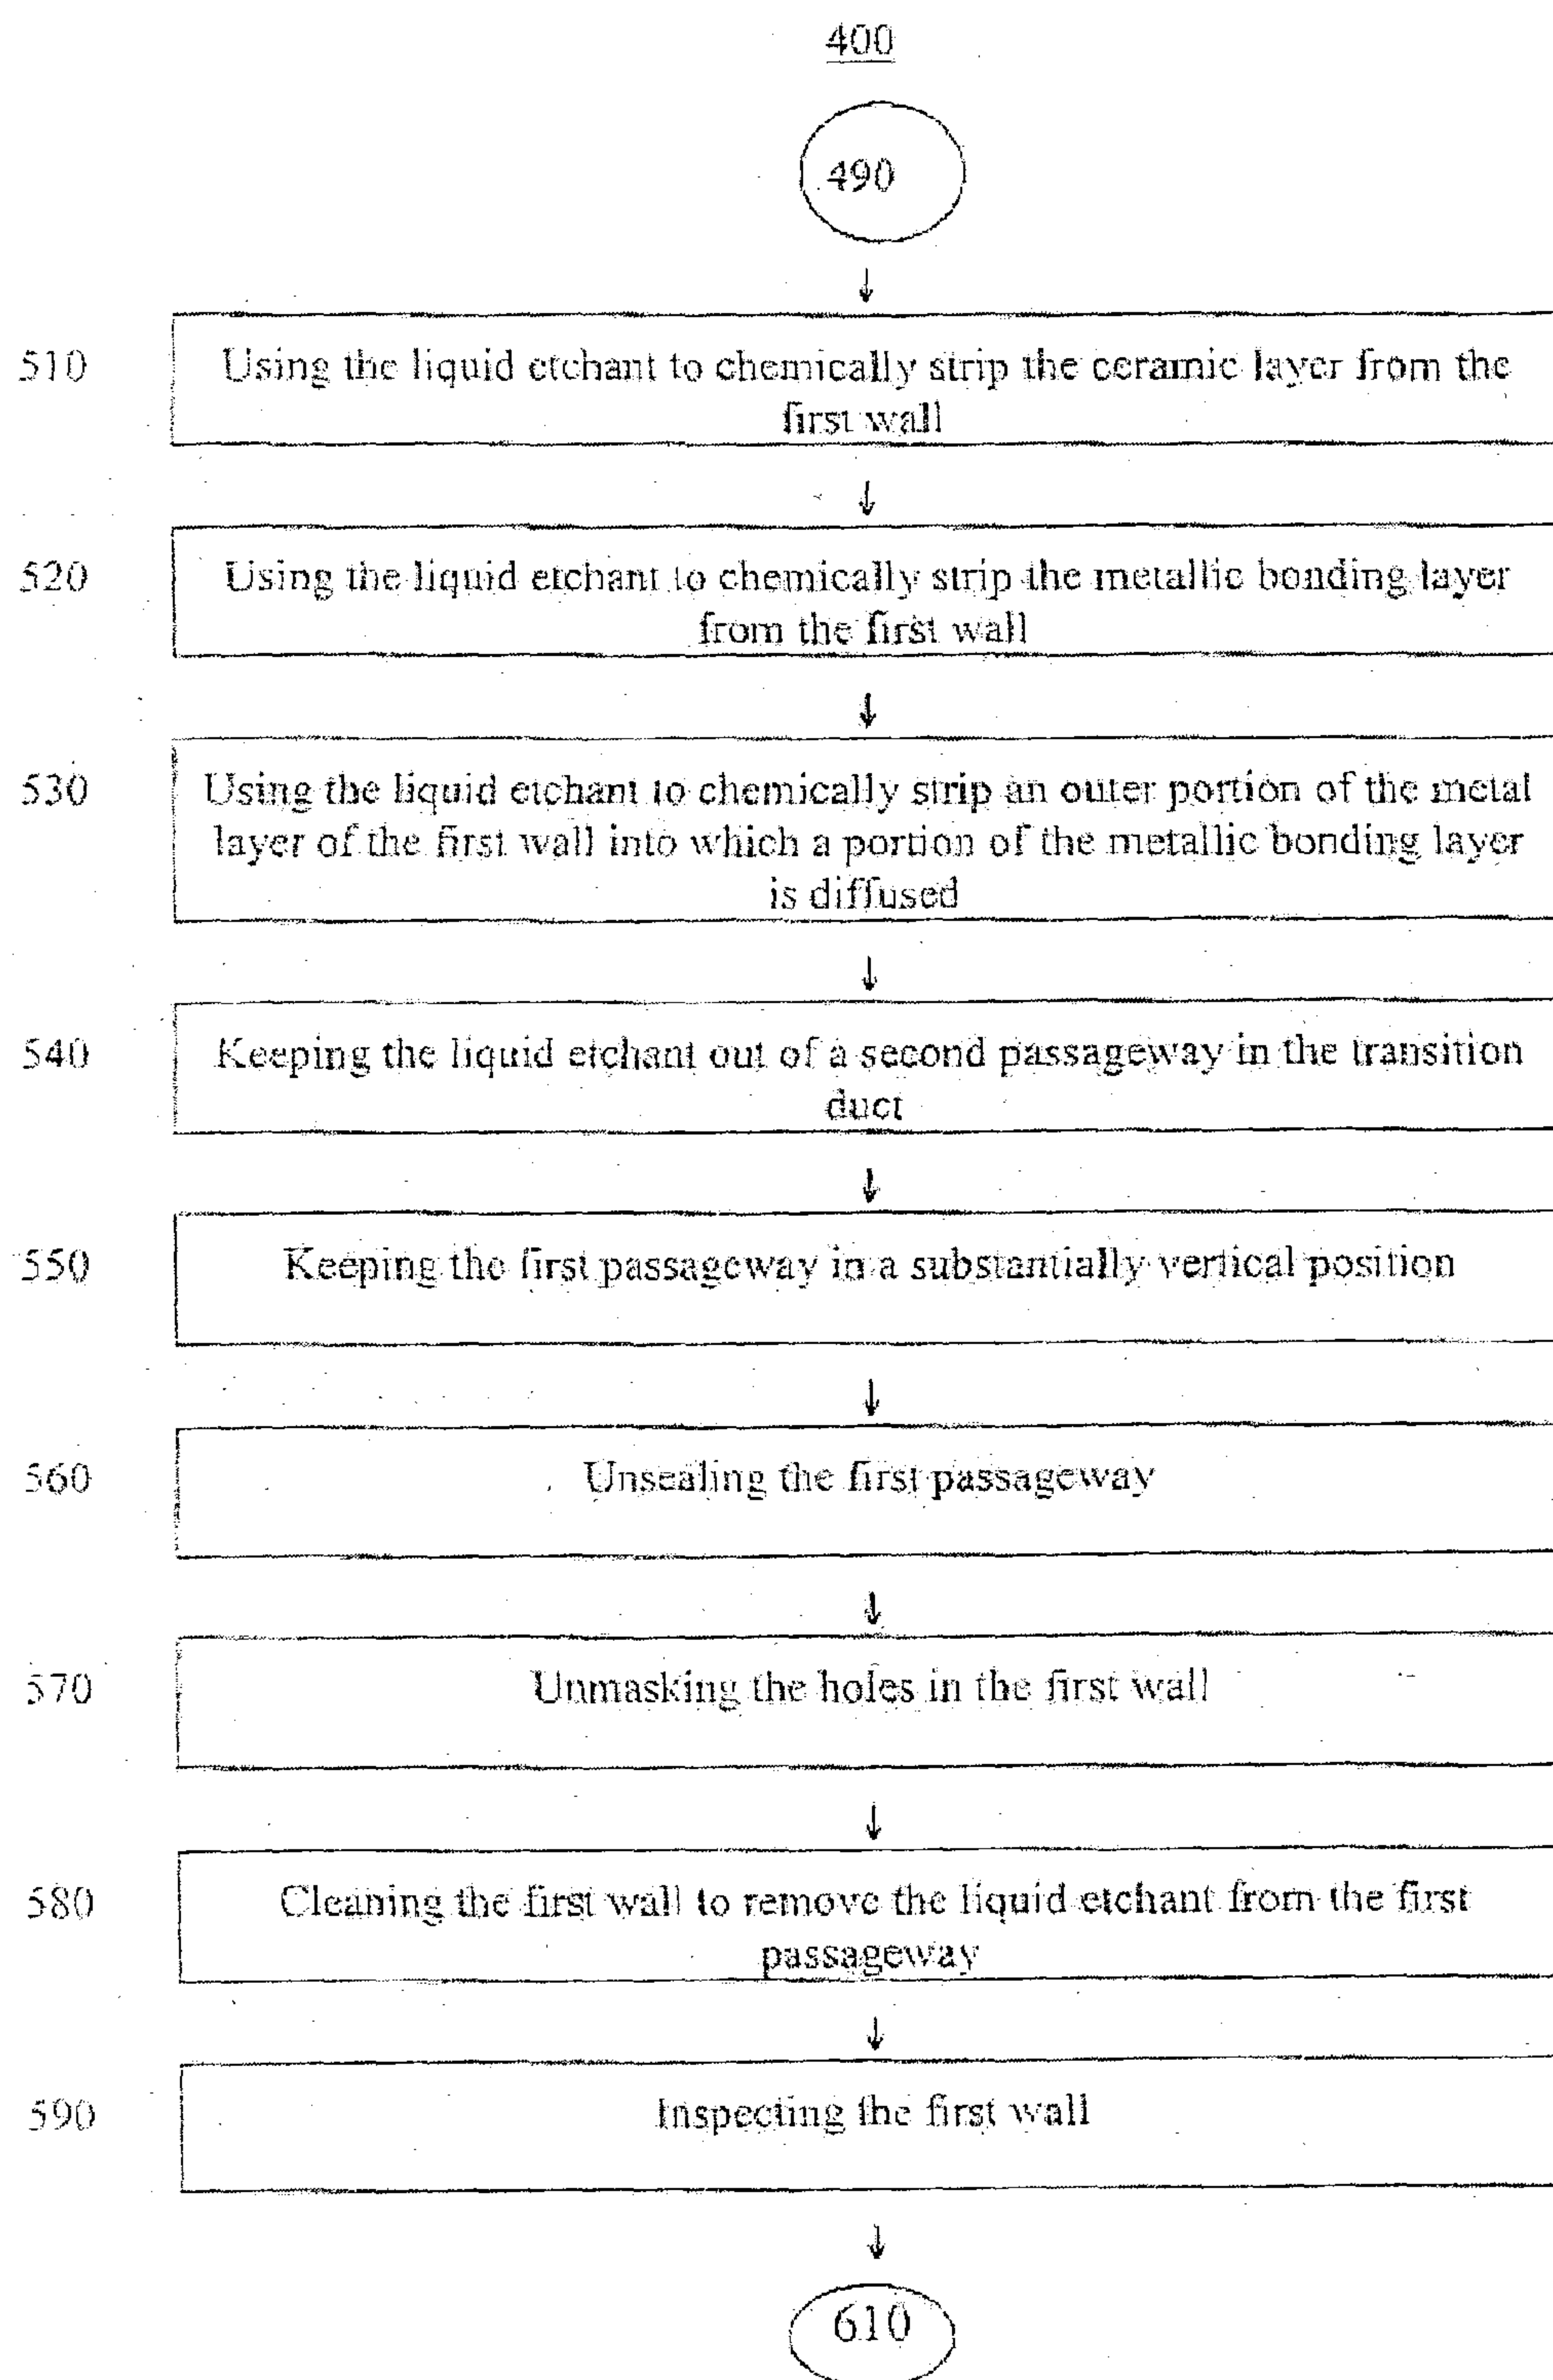 400
490
510
Using the liquid etchant to chemically strip the ceramic layer from the
first wall
520
Using the liquid etchant to chemically strip the metallic bonding layer
from the first wall
530
Using the liquid etchant to chemically strip an outer portion of the metal
layer of the first wall into which a portion of the metallic bonding layer
is diffused
540
Keeping the liquid etchant out of a second passageway in the transition
duct
550
Keeping the first passageway in a substantially vertical position
560
Unsealing the first passageway
570
Unmasking the holes in the first wall
580
Cleaning the first wall to remove the liquid etchant from the first
passageway
590
Inspecting the first wall
610